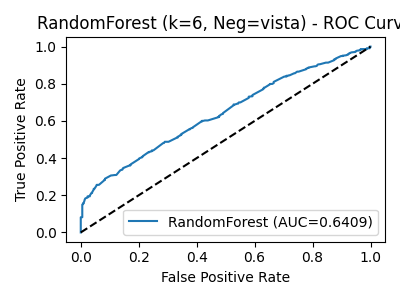 RandomForest (k=6, Neg=vista) - ROC Curv
1.0
0.8
0.6
0.4
0.2
0.0
True Positive Rate
RandomForest (AUC=0.6409)
0.0 0.2 0.4 0.6 0.8 1.0
False Positive Rate